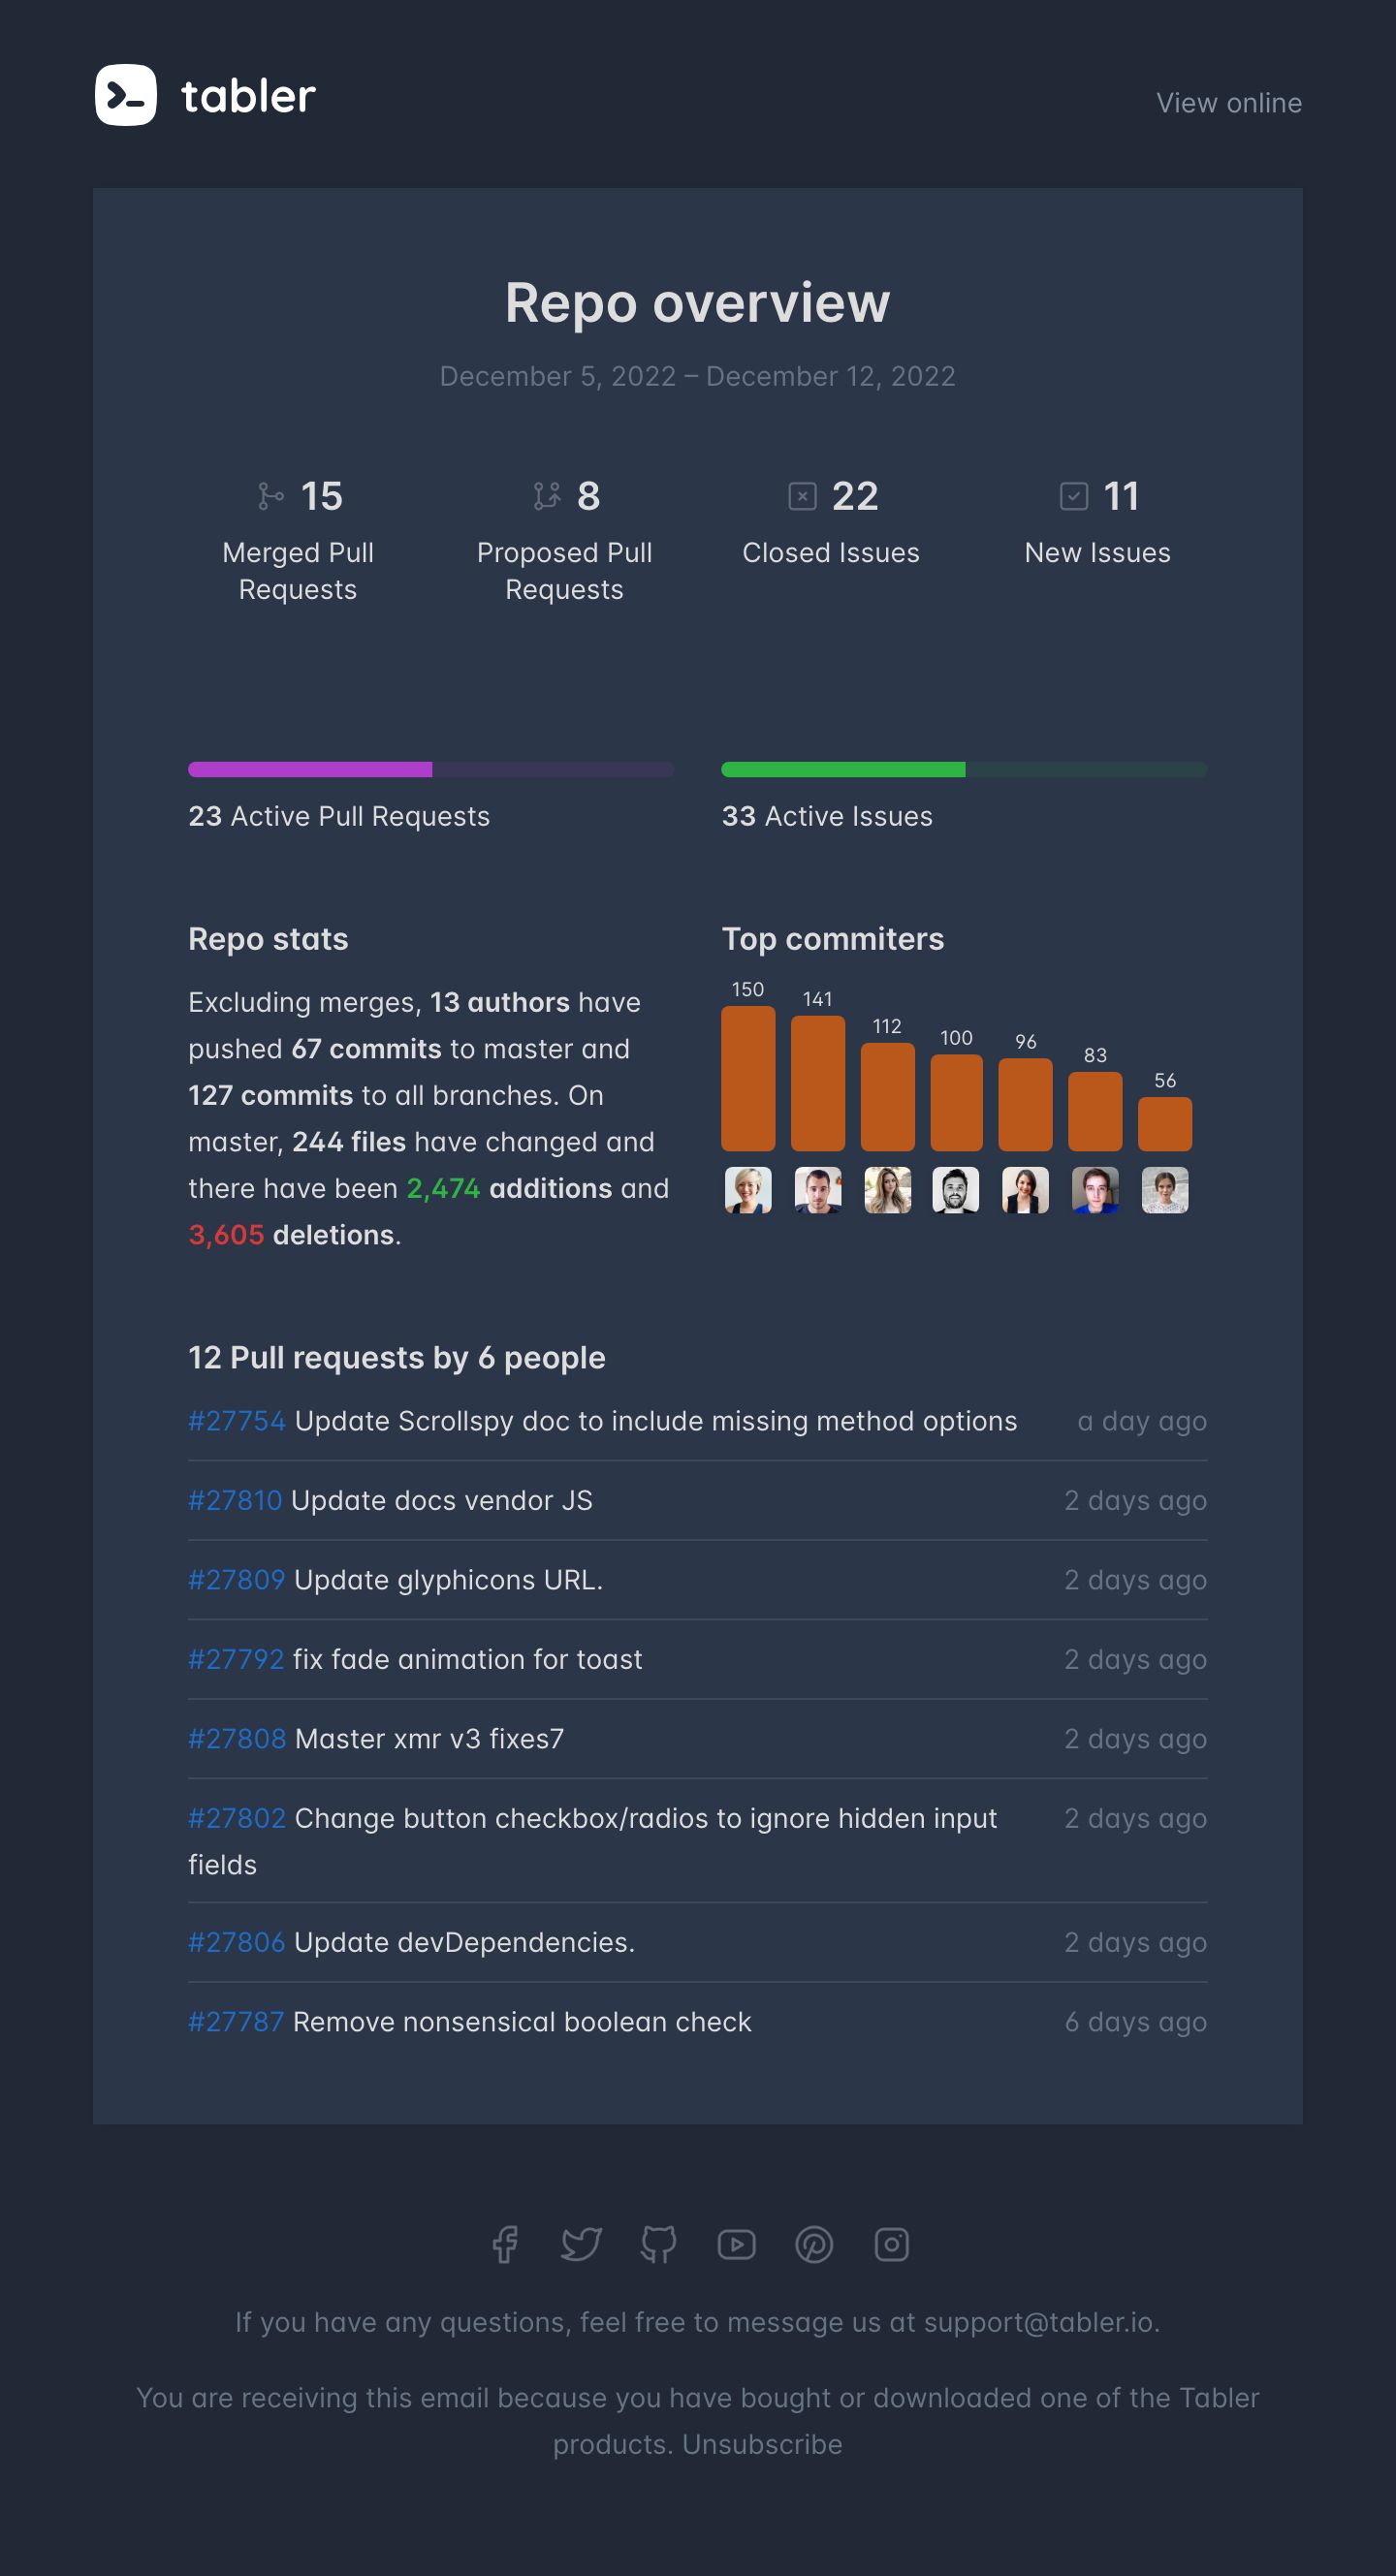 tabler
View online
Repo overview
December 5, 2022 – December 12, 2022
15
8
22
11
Merged Pull
Requests
Proposed Pull
Requests
Closed Issues
New Issues
23 Active Pull Requests
33 Active Issues
Repo stats
Excluding merges, 13 authors have
pushed 67 commits to master and
127 commits to all branches. On
master, 244 files have changed and
there have been 2,474 additions and
3,605 deletions.
Top commiters
150
141
112
100
96
83
56
12 Pull requests by 6 people
#27754 Update Scrollspy doc to include missing method options a day ago
#27810 Update docs vendor JS 2 days ago
#27809 Update glyphicons URL. 2 days ago
#27792 fix fade animation for toast 2 days ago
#27808 Master xmr v3 fixes7 2 days ago
#27802 Change button checkbox/radios to ignore hidden input 2 days ago
fields
#27806 Update devDependencies. 2 days ago
#27787 Remove nonsensical boolean check 6 days ago
If you have any questions, feel free to message us at support@tabler.io.
You are receiving this email because you have bought or downloaded one of the Tabler
products. Unsubscribe